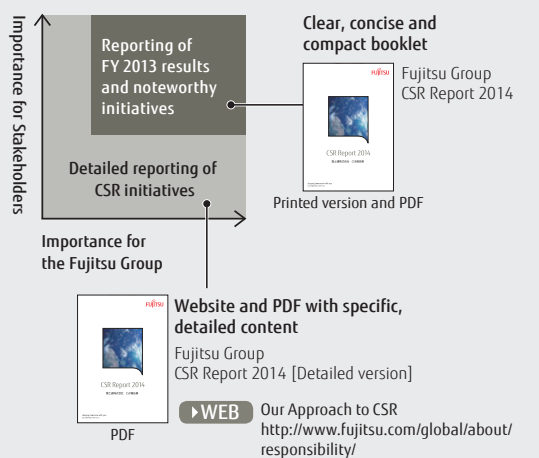 Importance for Stakeholders
Reporting of
FY 2013 results
and noteworthy
initiatives
Detailed reporting of
CSR initiatives
Importance for
the Fujitsu Group
Clear, concise and
compact booklet
FUJITSU
CSR Report 2014
Fujitsu Group
CSR Report 2014
Printed version and PDF
FUJITSU
CSR Report 2014
PDF
Website and PDF with specific,
detailed content
Fujitsu Group
CSR Report 2014 [Detailed version]
WEB
Our Approach to CSR
http://www.fujitsu.com/global/about/
responsibility/